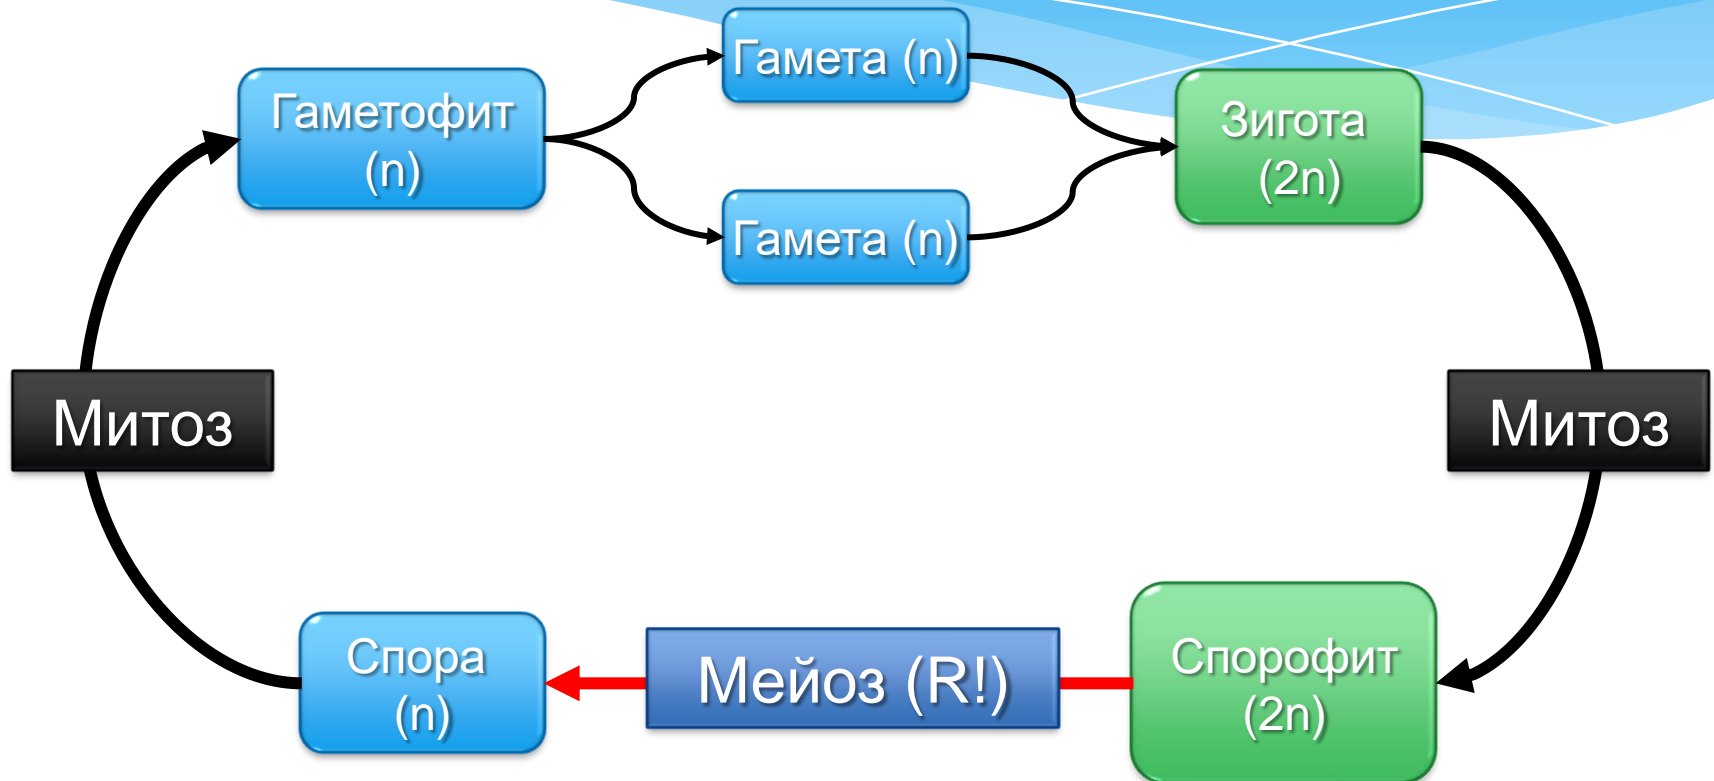 Гамета (n)
Гаметофит
(n)
Зигота
(2n)
Гамета (n)
Митоз
Митоз
Спора
(n)
Мейоз (R!)
Спорофит
(2n)